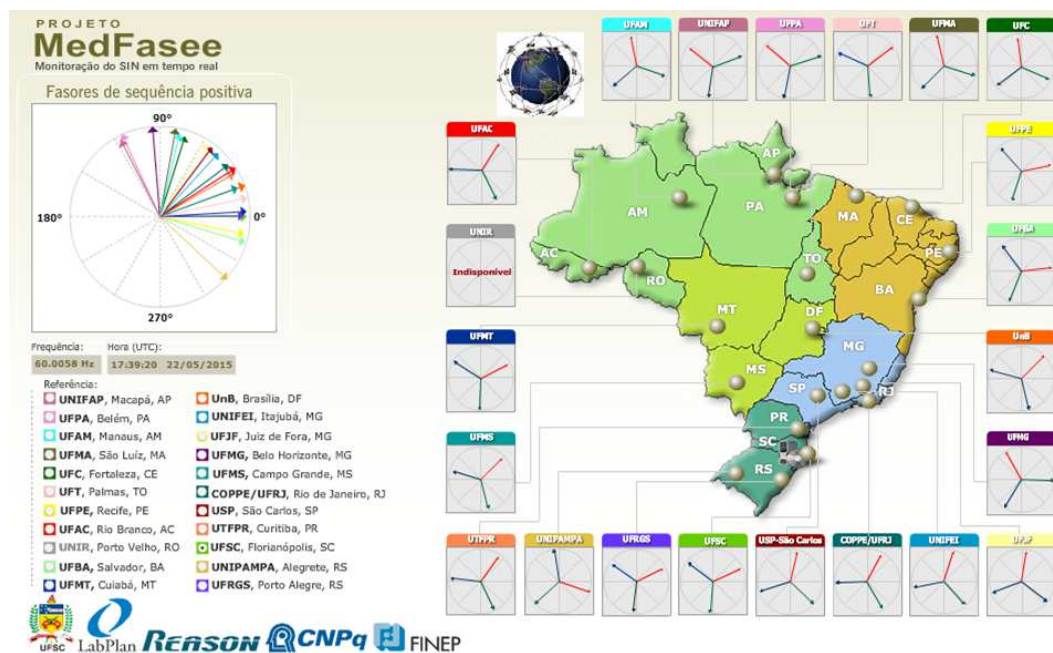 PROJETO
MedFasee
Monitoração do SIN em tempo real
Fasores de sequência positiva
90°
180°
0°
270°
Frequência:
Hora (UTC):
60.0058 Hz
17:39:20 22/05/2015
Referência:
UNIFAP, Macapá, AP
UFPA, Belém, PA
UFAM, Manaus, AM
UFMA, São Luíz, MA
UFC, Fortaleza, CE
UFT, Palmas, TO
UFPE, Recife, PE
UFAC, Rio Branco, AC
UNIR, Porto Velho, RO
UFBA, Salvador, BA
UFMT, Cuiabá, MT
UnB, Brasília, DF
UNIFEI, Itajubá, MG
UFJF, Juiz de Fora, MG
UFMG, Belo Horizonte, MG
UFMS, Campo Grande, MS
COPPE/UFRJ, Rio de Janeiro, RJ
USP, São Carlos, SP
UTFPR, Curitiba, PR
UFSC, Florianópolis, SC
UNIPAMPA, Alegrete, RS
UFRGS, Porto Alegre, RS
UFSC
LabPlan
REASON
CNPq
FINEP
UFAM
UNIFAP
UFPA
UFT
UFMA
UFC
UFAC
UFPE
UNIR
Indisponível
UFBA
UFMT
UnB
UFMS
UFMG
UTFPR
UNIPAMPA
UFRGS
UFSC
USP-São Carlos
COPPE/UFRJ
UNIFEI
UFJF
AP
AM
PA
MA
CE
PE
AC
RO
TO
BA
MT
DF
MG
MS
SP
RJ
PR
SC
RS